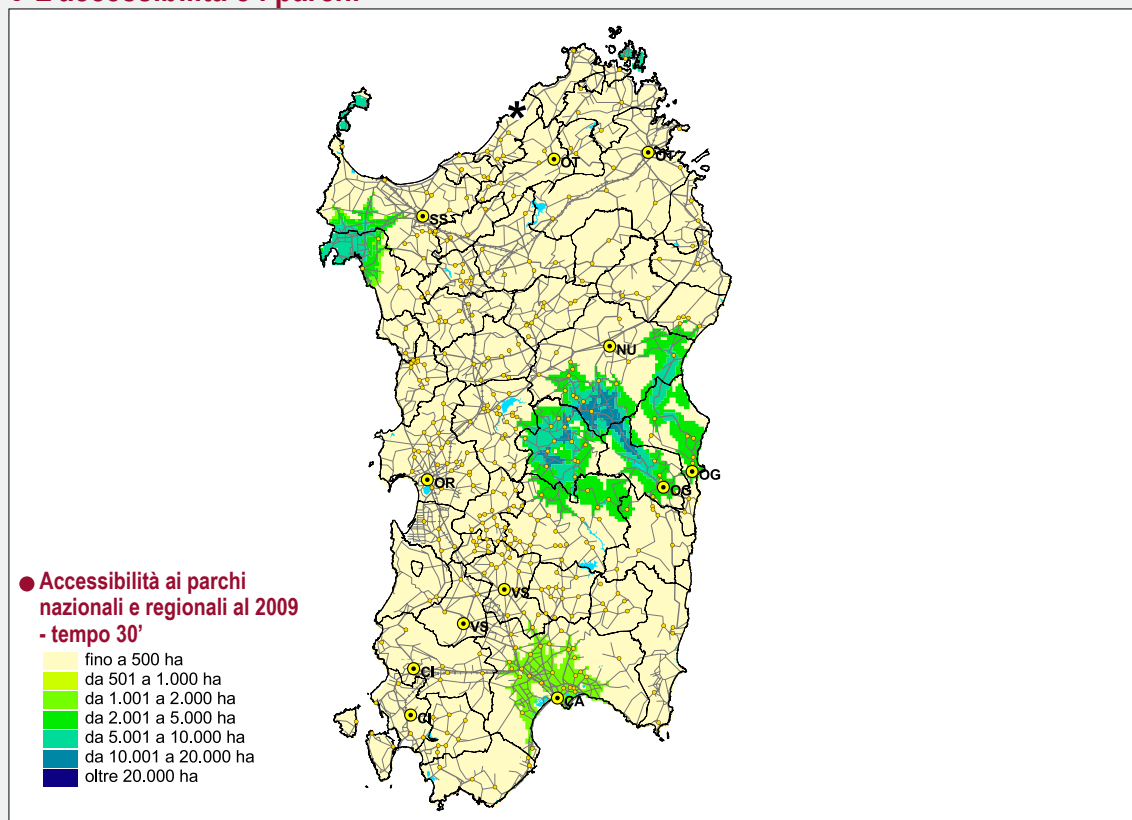 *
OT
OT
SS
NU
OG
OG
OR
VS
VS
CI
CI
CA
● Accessibilità ai parchi
nazionali e regionali al 2009
- tempo 30'
fino a 500 ha
da 501 a 1.000 ha
da 1.001 a 2.000 ha
da 2.001 a 5.000 ha
da 5.001 a 10.000 ha
da 10.001 a 20.000 ha
oltre 20.000 ha